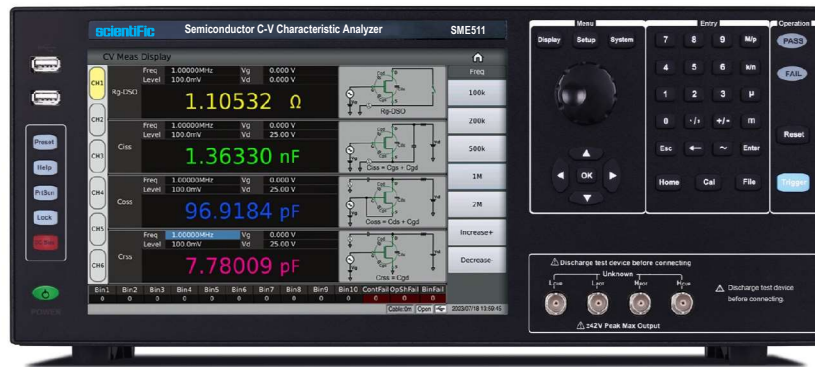 scientiFic Semiconductor C-V Characteristic Analyzer SME511
CV Meas Display
Freq
CH1
CH2
CH3
CH4
CH5
CH6
Rg-DSO
Freq 1.00000MHz Vg 0.000 V
Level 100.0mV Vd 0.000 V
1.10532 Ω
Rg-DSO
Ciss
Freq 1.00000MHz Vg 0.000 V
Level 100.0mV Vd 25.00 V
1.36330 nF
Ciss = Cgs + Cgd
Coss
Freq 1.00000MHz Vg 0.000 V
Level 100.0mV Vd 25.00 V
96.9184 pF
Coss = Cds + Cgd
Crss
Freq 1.00000MHz Vg 0.000 V
Level 100.0mV Vd 25.00 V
7.78009 pF
Crss = Cgd
100k
200k
500k
1M
2M
Increase+
Decrease-
Bin1 Bin2 Bin3 Bin4 Bin5 Bin6 Bin7 Bin8 Bin9 Bin10 ContFail OpShFail BinFail
0 0 0 0 0 0 0 0 0 0 0 0 0
Cable:0m Open 2023/07/18 13:59:45
Preset
Help
PrtScn
Lock
POWER
Menu
Display Setup System
OK
Entry
7 8 9 M/p
4 5 6 k/n
1 2 3 μ
0 +/- m
Esc ← ~ Enter
Home Cal File
Operation
PASS
FAIL
Reset
Trigger
⚠ Discharge test device before connecting
Unknown
LCUR LPOT HPOT HCUR
⚠ ±42V Peak Max Output
⚠ Discharge test device
before connecting.